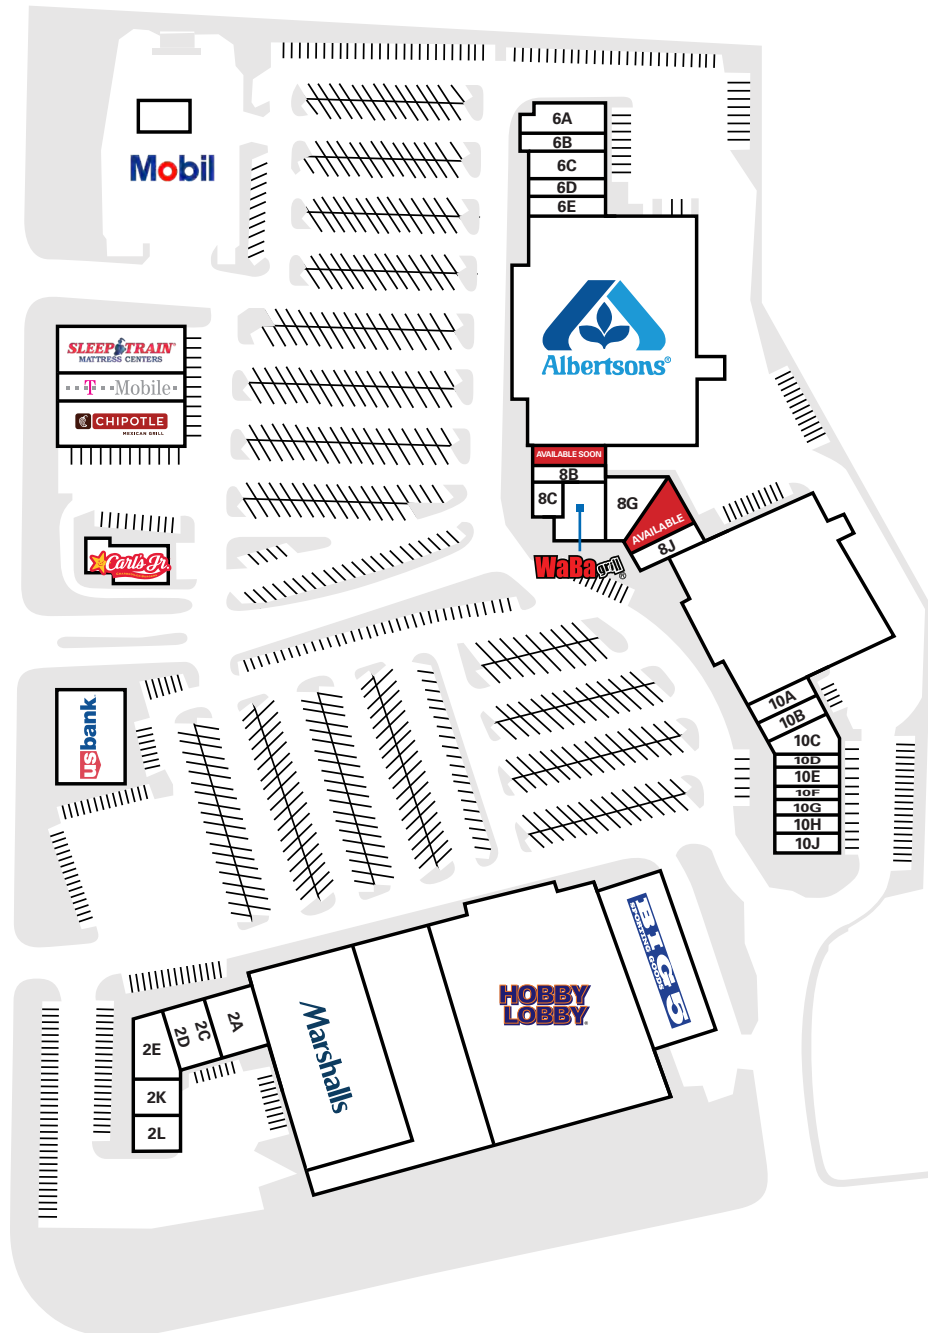 6A
6B
6C
6D
6E
Mobil
Albertsons®
SLEEP TRAIN®
MATTRESS CENTERS
T Mobile
CHIPOTLE
MEXICAN GRILL
AVAILABLE SOON
8B
8C
8G
AVAILABLE
8J
WaBa grill®
Carl's Jr.
usbank
10A
10B
10C
10D
10E
10F
10G
10H
10J
BIG 5
SPORTING GOODS
HOBBY
LOBBY®
Marshalls
2A
2C
2D
2E
2K
2L